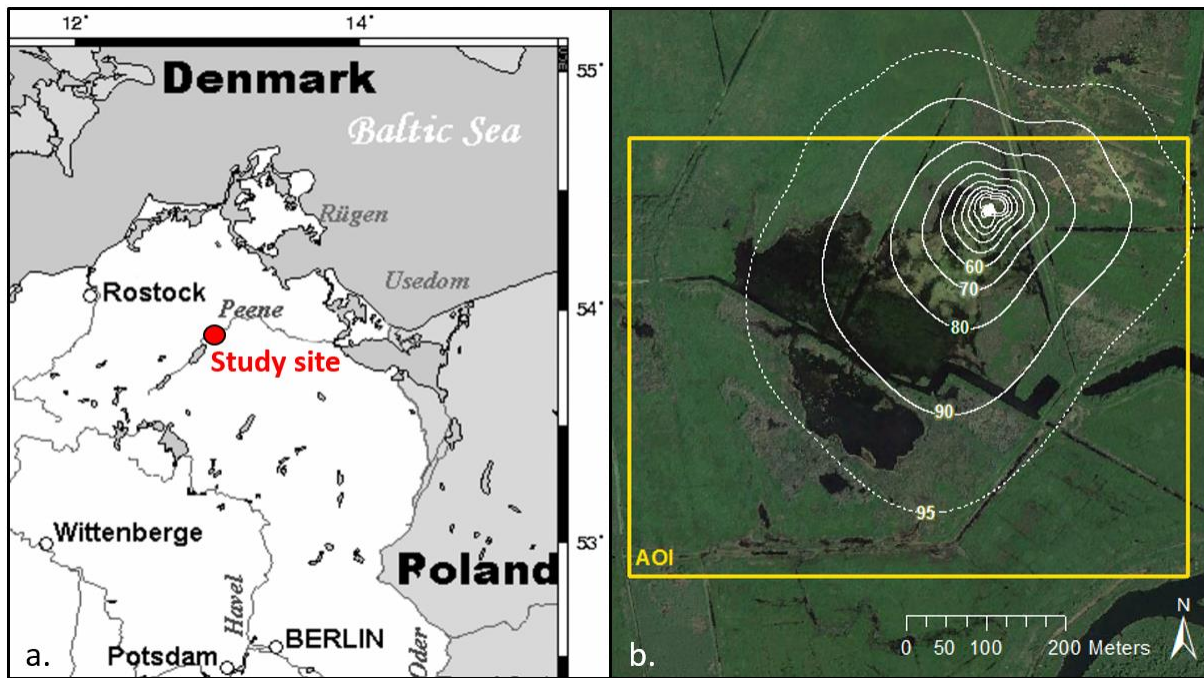 12°
14°
55°
Denmark
Baltic Sea
Rügen
Usedom
54°
Rostock
Peene
Study site
Wittenberge
53°
Poland
Havel
BERLIN
Potsdam
Oder
a.
60
70
80
90
95
AOI
N
0 50 100 200 Meters
b.